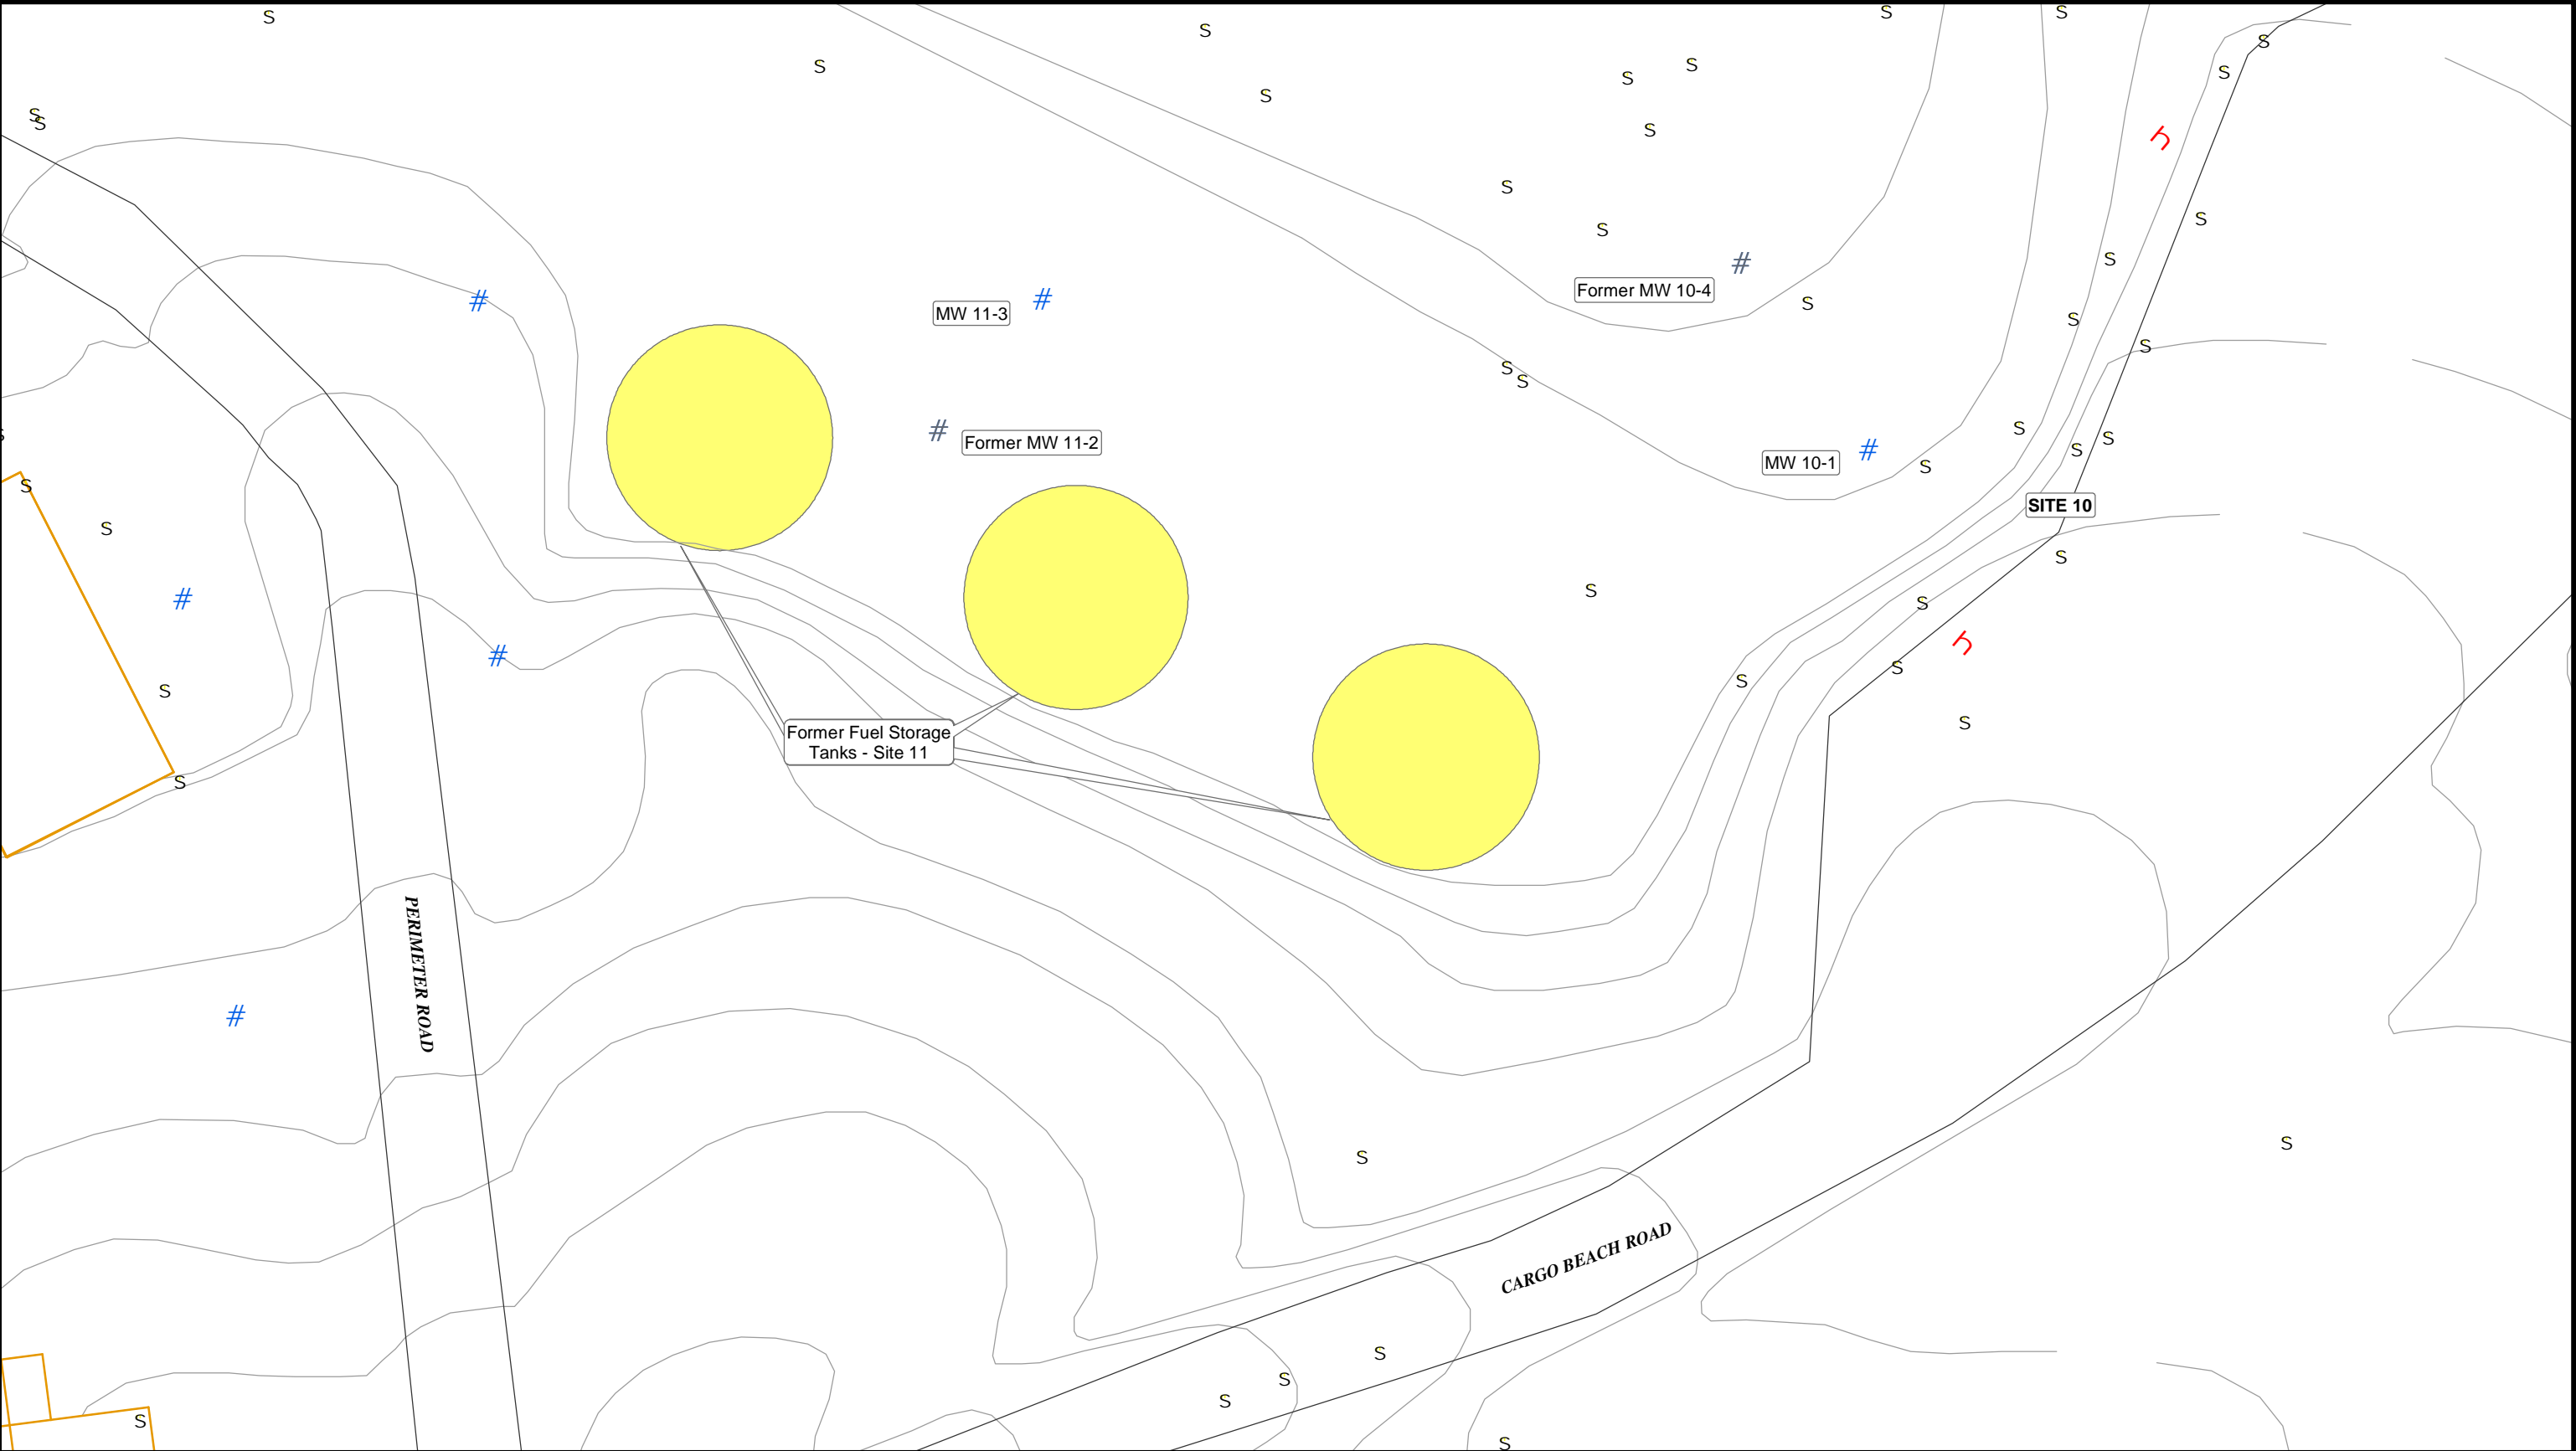 Former MW 10-4
MW 11-3
Former MW 11-2
MW 10-1
SITE 10
Former Fuel Storage
Tanks - Site 11
PERIMETER ROAD
CARGO BEACH ROAD